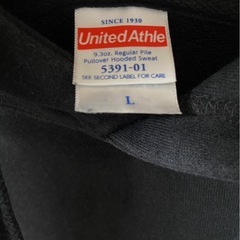 SINCE 1930
United Athle
9.3oz. Regular Pile
Pullover Hooded Sweat
5391-01
SEE SECOND LABEL FOR CARE
L